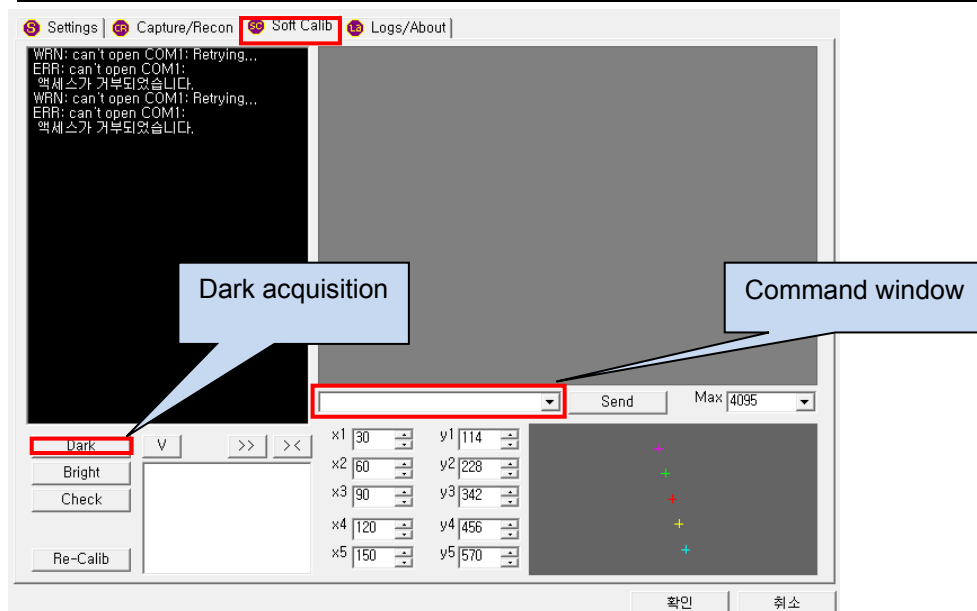 S Settings CR Capture/Recon SC Soft Calib La Logs/About
WRN: can't open COM1: Retrying,,,
ERR: can't open COM1:
액세스가 거부되었습니다.
WRN: can't open COM1: Retrying,,,
ERR: can't open COM1:
액세스가 거부되었습니다.
Dark acquisition
Command window
Send Max 4095
Dark V >> ><
Bright
Check
Re-Calib
x1 30 y1 114
x2 60 y2 228
x3 90 y3 342
x4 120 y4 456
x5 150 y5 570
확인 취소